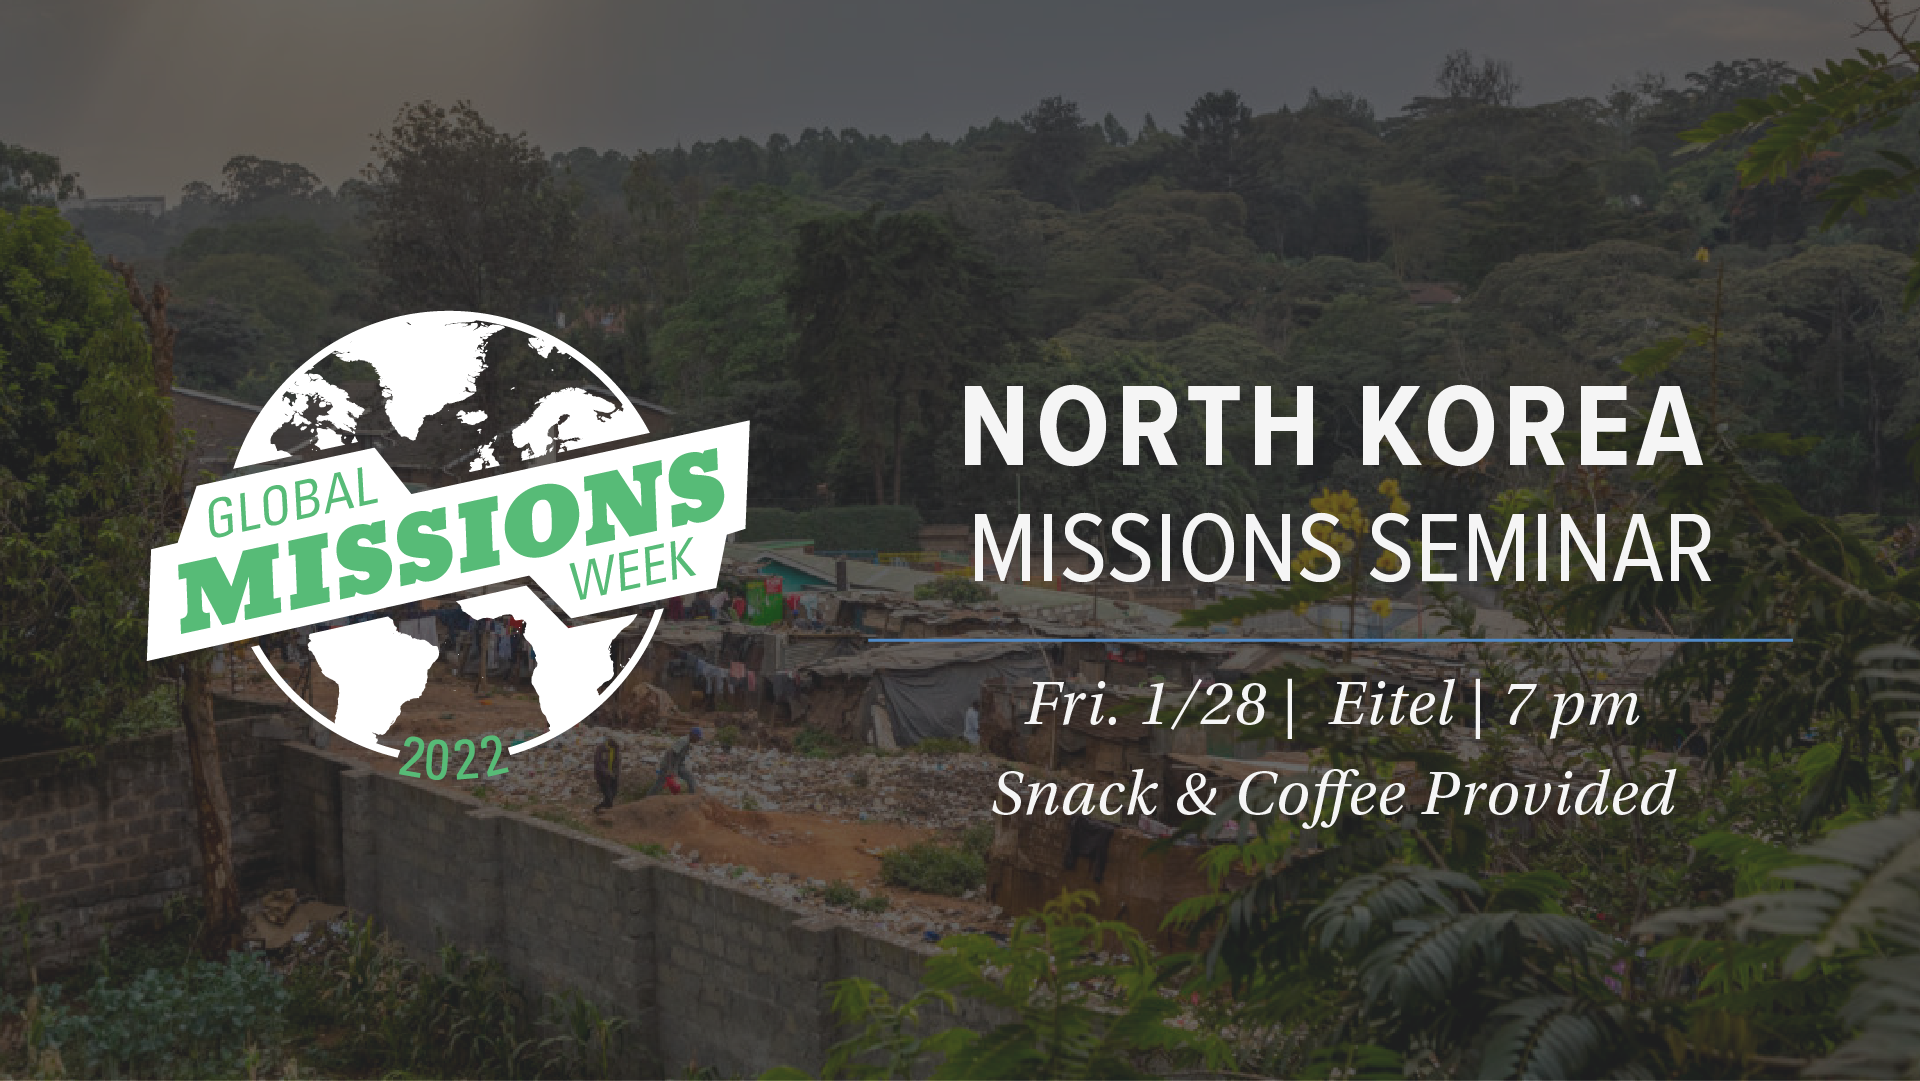 GLOBAL
MISSIONS
WEEK
2022
NORTH KOREA
MISSIONS SEMINAR
Fri. 1/28 | Eitel | 7 pm
Snack & Coffee Provided